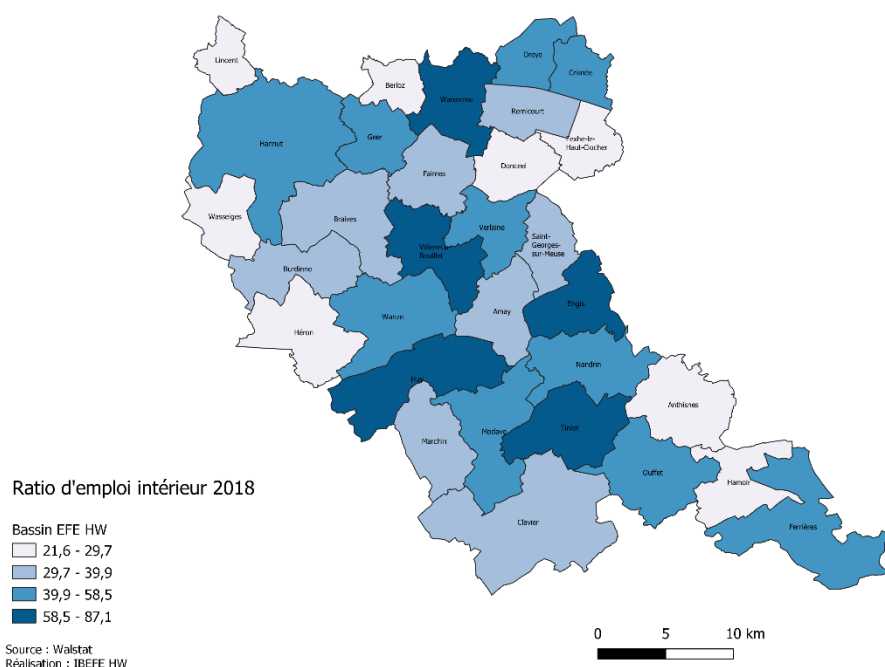 Lincent
Oreye
Crisnée
Berloz
Waremme
Remicourt
Hannut
Geer
Fexhe-le-
Haut-Clocher
Donceel
Faimes
Wasseiges
Braives
Verlaine
Saint-
Georges-
sur-Meuse
Villers-Le-
Bouillet
Burdinne
Engis
Amay
Wanze
Héron
Nandrin
Huy
Anthisnes
Tinlot
Modave
Marchin
Ouffet
Hamoir
Clavier
Ferrières
Ratio d'emploi intérieur 2018
Bassin EFE HW
21,6 - 29,7
29,7 - 39,9
39,9 - 58,5
58,5 - 87,1
0 5 10 km
Source : Walstat
Réalisation : IBEFE HW